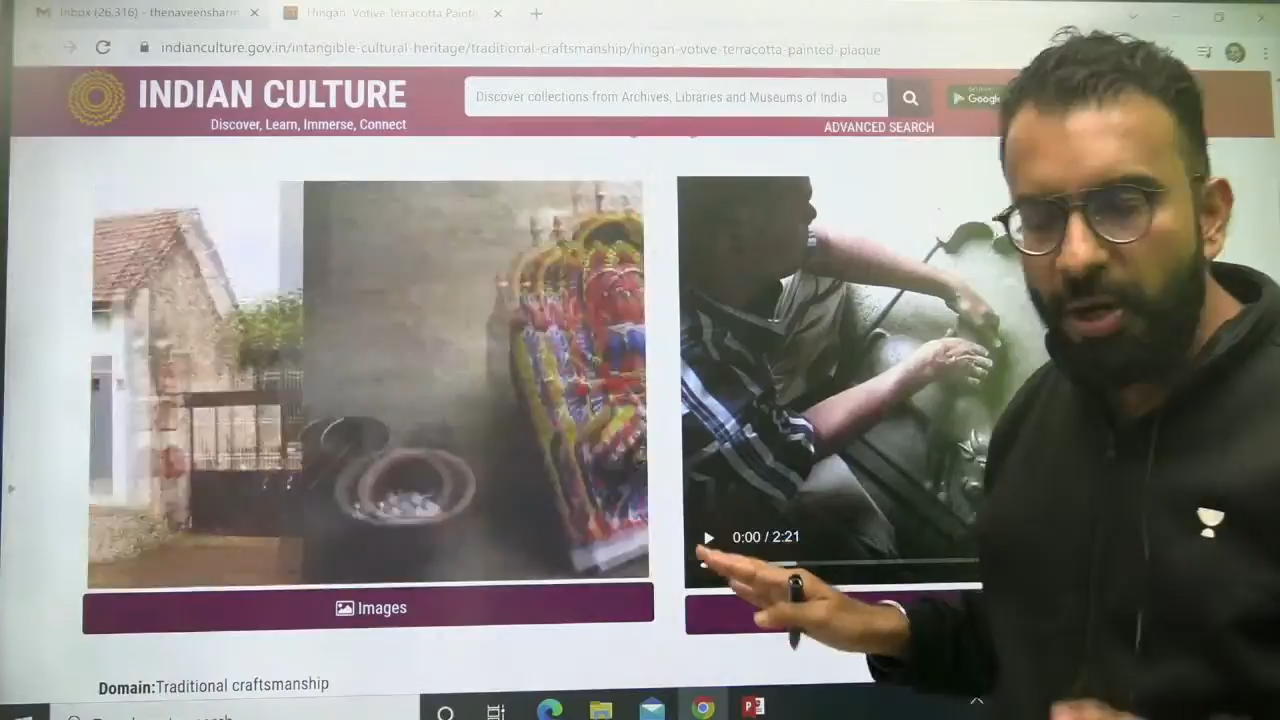 Inbox (26,316) - thenaveensharm
Hingan- Votive Terracotta Painte
indianculture.gov.in/intangible-cultural-heritage/traditional-craftsmanship/hingan-votive-terracotta-painted-plaque
INDIAN CULTURE
Discover, Learn, Immerse, Connect
Discover collections from Archives, Libraries and Museums of India
Google
ADVANCED SEARCH
0:00 / 2:21
Images
Domain:Traditional craftsmanship